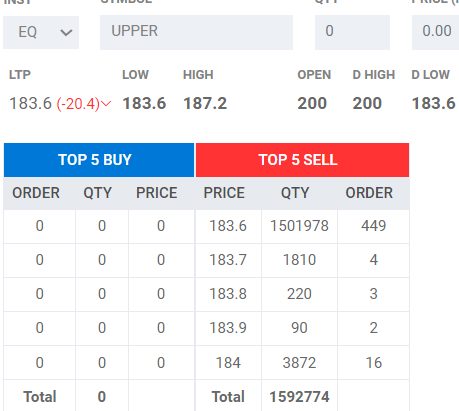 INST SYMBOL QTY PRICE (
EQ UPPER 0 0.00
LTP LOW HIGH OPEN D HIGH D LOW
183.6 (-20.4) 183.6 187.2 200 200 183.6
TOP 5 BUY TOP 5 SELL
ORDER QTY PRICE PRICE QTY ORDER
0 0 0 183.6 1501978 449
0 0 0 183.7 1810 4
0 0 0 183.8 220 3
0 0 0 183.9 90 2
0 0 0 184 3872 16
Total 0 Total 1592774